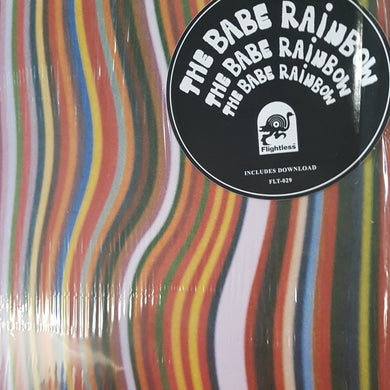 THE BABE RAiNBOW
THE BABE RAiNBOW
THE BABE RAiNBOW
Flightless
INCLUDES DOWNLOAD
FLT-029